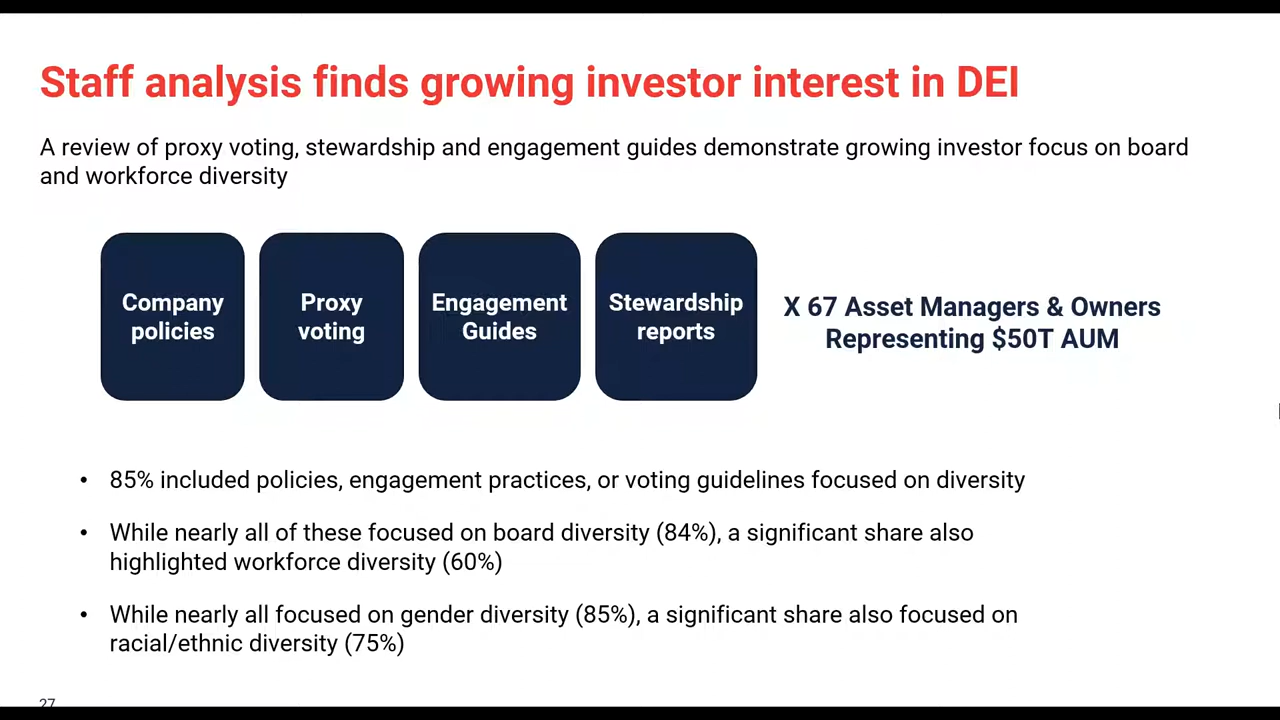 Staff analysis finds growing investor interest in DEI
A review of proxy voting, stewardship and engagement guides demonstrate growing investor focus on board
and workforce diversity
Company
policies
Proxy
voting
Engagement
Guides
Stewardship
reports
X 67 Asset Managers & Owners
Representing $50T AUM
• 85% included policies, engagement practices, or voting guidelines focused on diversity
• While nearly all of these focused on board diversity (84%), a significant share also
highlighted workforce diversity (60%)
• While nearly all focused on gender diversity (85%), a significant share also focused on
racial/ethnic diversity (75%)
27